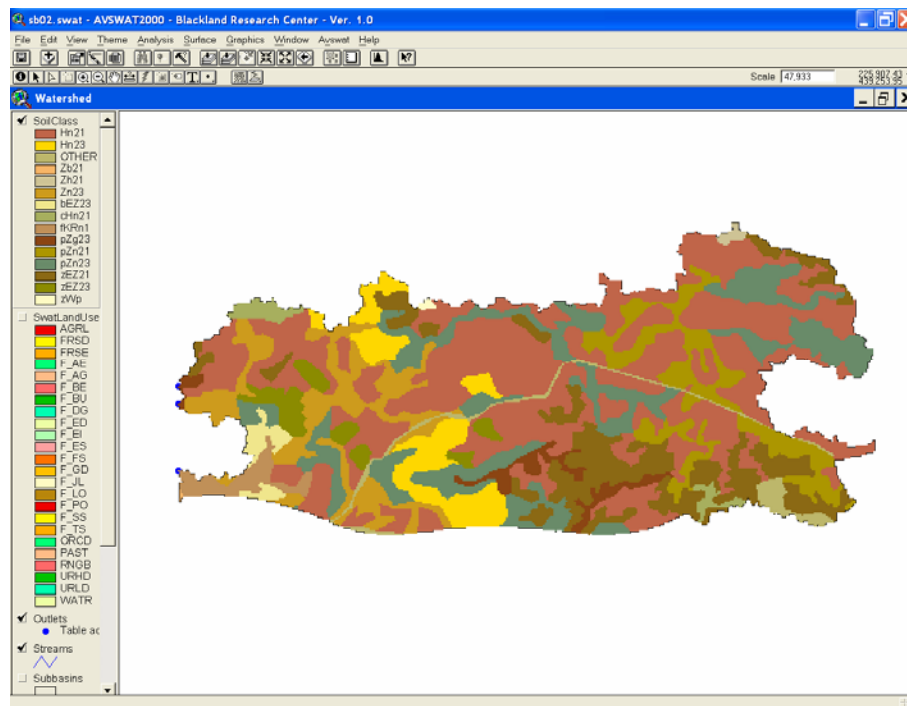 sb02.swat - AVSWAT2000 - Blackland Research Center - Ver. 1.0
File Edit View Theme Analysis Surface Graphics Window Avswat Help
Scale 47,933
Watershed
SoilClass
Hn21
Hn23
OTHER
Zb21
Zh21
Zn23
bEZ23
cHn21
fKRn1
pZg23
pZn21
pZn23
zEZ21
zEZ23
zWp
SwatLandUse
AGRL
FRSD
FRSE
F_AE
F_AG
F_BE
F_BU
F_DG
F_ED
F_EI
F_ES
F_FS
F_GD
F_JL
F_LO
F_PO
F_SS
F_TS
ORCD
PAST
RNGB
URHD
URLD
WATR
Outlets
Table ac
Streams
Subbasins